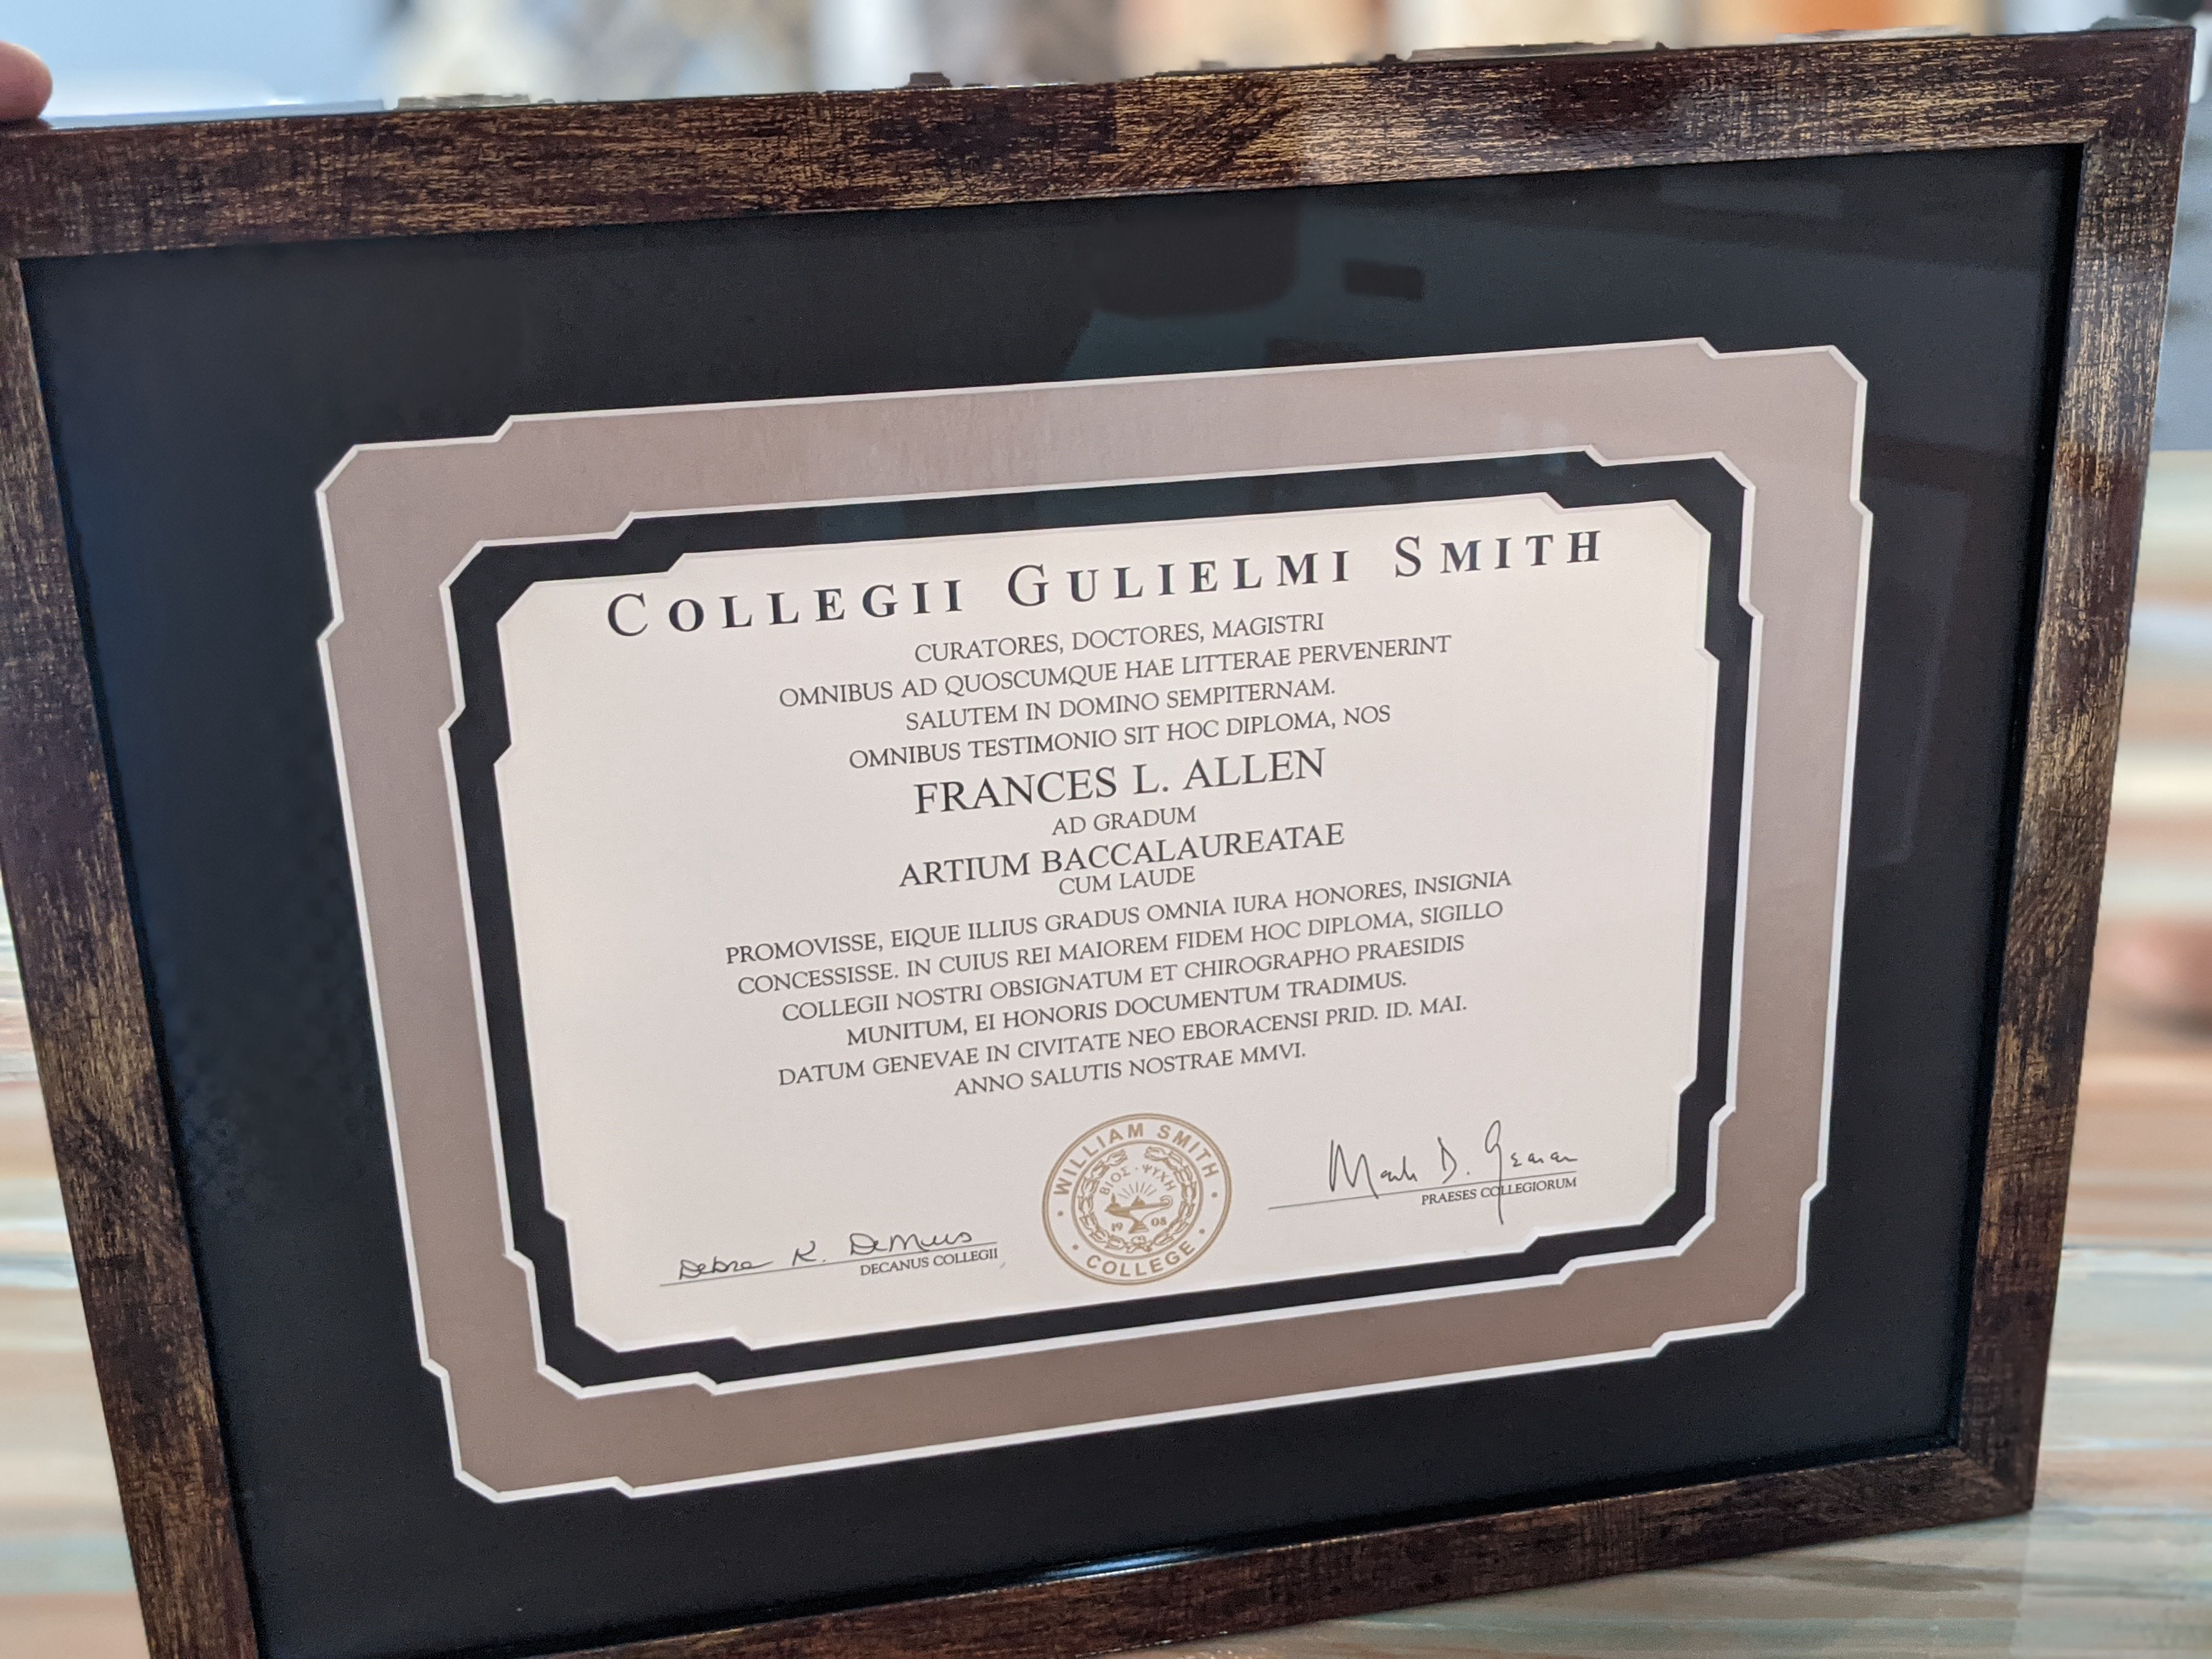 COLLEGII GULIELMI SMITH
CURATORES, DOCTORES, MAGISTRI
OMNIBUS AD QUOSCUMQUE HAE LITTERAE PERVENERINT
SALUTEM IN DOMINO SEMPITERNAM.
OMNIBUS TESTIMONIO SIT HOC DIPLOMA, NOS
FRANCES L. ALLEN
AD GRADUM
ARTIUM BACCALAUREATAE
CUM LAUDE
PROMOVISSE, EIQUE ILLIUS GRADUS OMNIA IURA HONORES, INSIGNIA
CONCESSISSE. IN CUIUS REI MAIOREM FIDEM HOC DIPLOMA, SIGILLO
COLLEGII NOSTRI OBSIGNATUM ET CHIROGRAPHO PRAESIDIS
MUNITUM, EI HONORIS DOCUMENTUM TRADIMUS.
DATUM GENEVAE IN CIVITATE NEO EBORACENSI PRID. ID. MAI.
ANNO SALUTIS NOSTRAE MMVI.
Debra K. DeMeis
DECANUS COLLEGII
WILLIAM SMITH
ΒΙΟΣ · ΨΥΧΗ
19 08
COLLEGE
Mark D. Gearan
PRAESES COLLEGIORUM